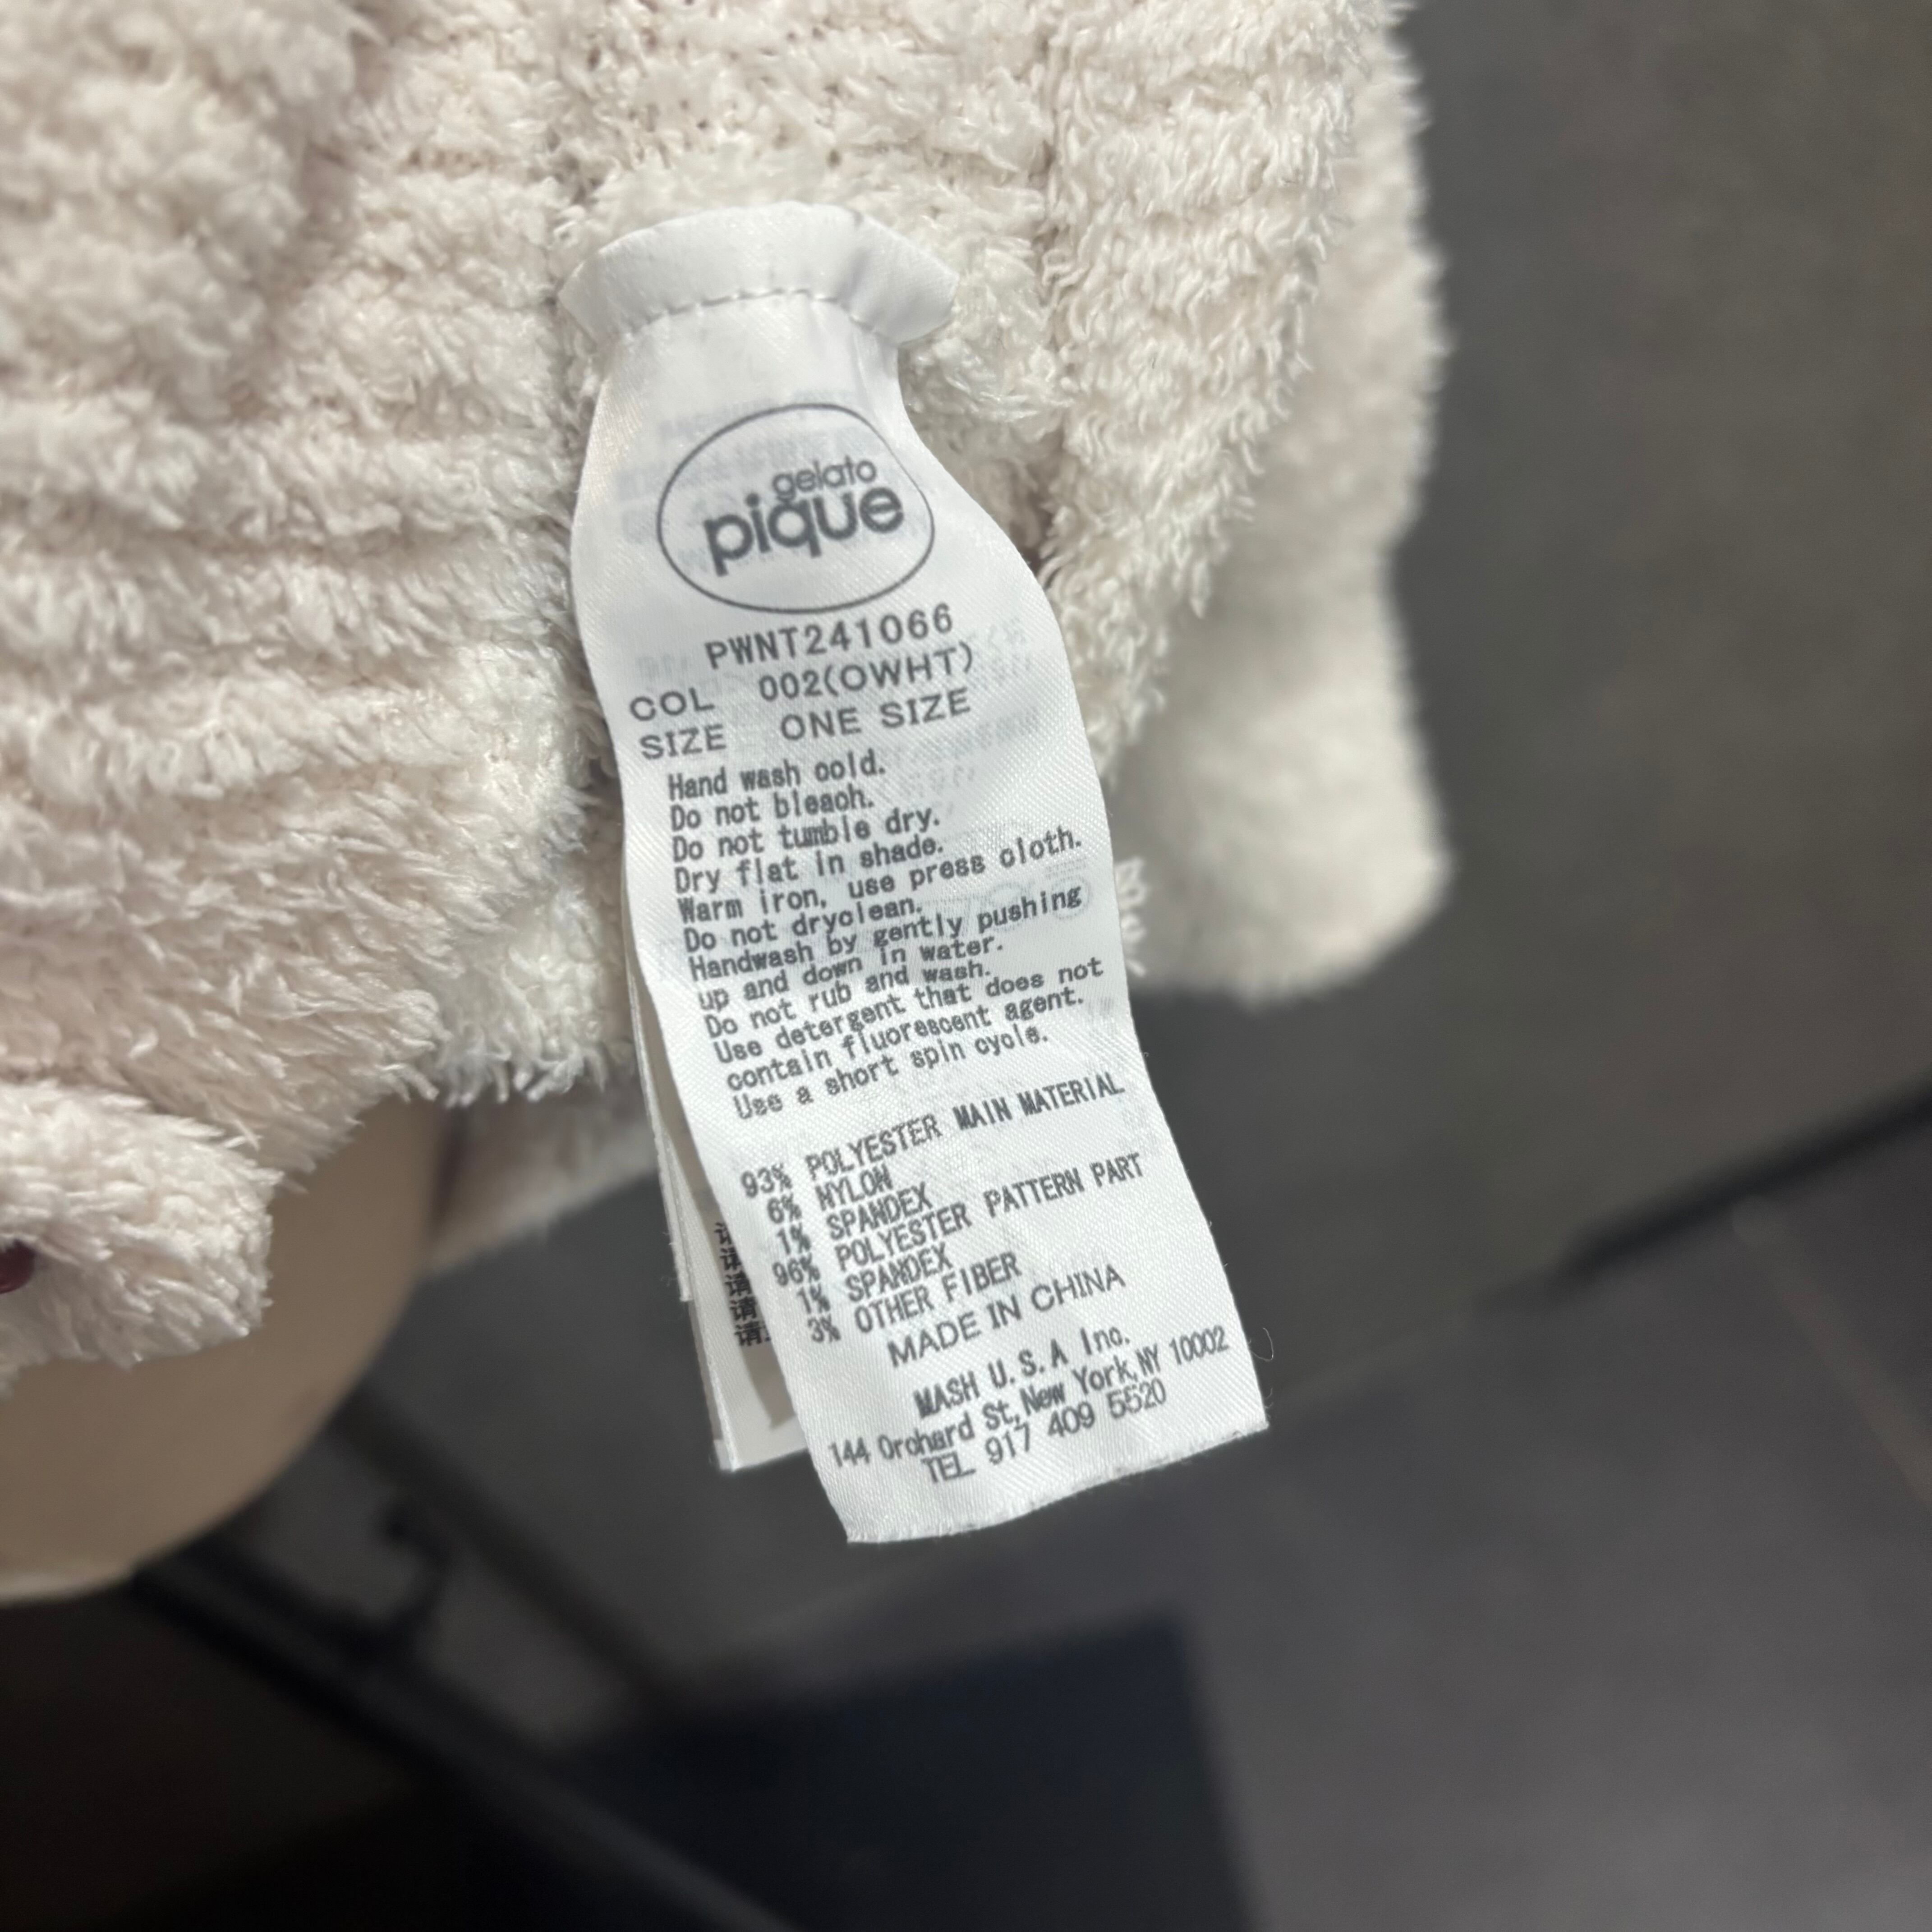 gelato
pique
PWNT241066
COL 002(OWHT)
SIZE ONE SIZE
Hand wash cold.
Do not bleach.
Do not tumble dry.
Dry flat in shade.
Warm iron, use press cloth.
Do not dryclean.
Handwash by gently pushing
up and down in water.
Do not rub and wash.
Use detergent that does not
contain fluorescent agent.
Use a short spin cycle.
93% POLYESTER MAIN MATERIAL
6% NYLON
1% SPANDEX
96% POLYESTER PATTERN PART
1% SPANDEX
3% OTHER FIBER
MADE IN CHINA
MASH U.S.A Inc.
144 Orchard St, New York, NY 10002
TEL 917 409 5520
请
请
请
请